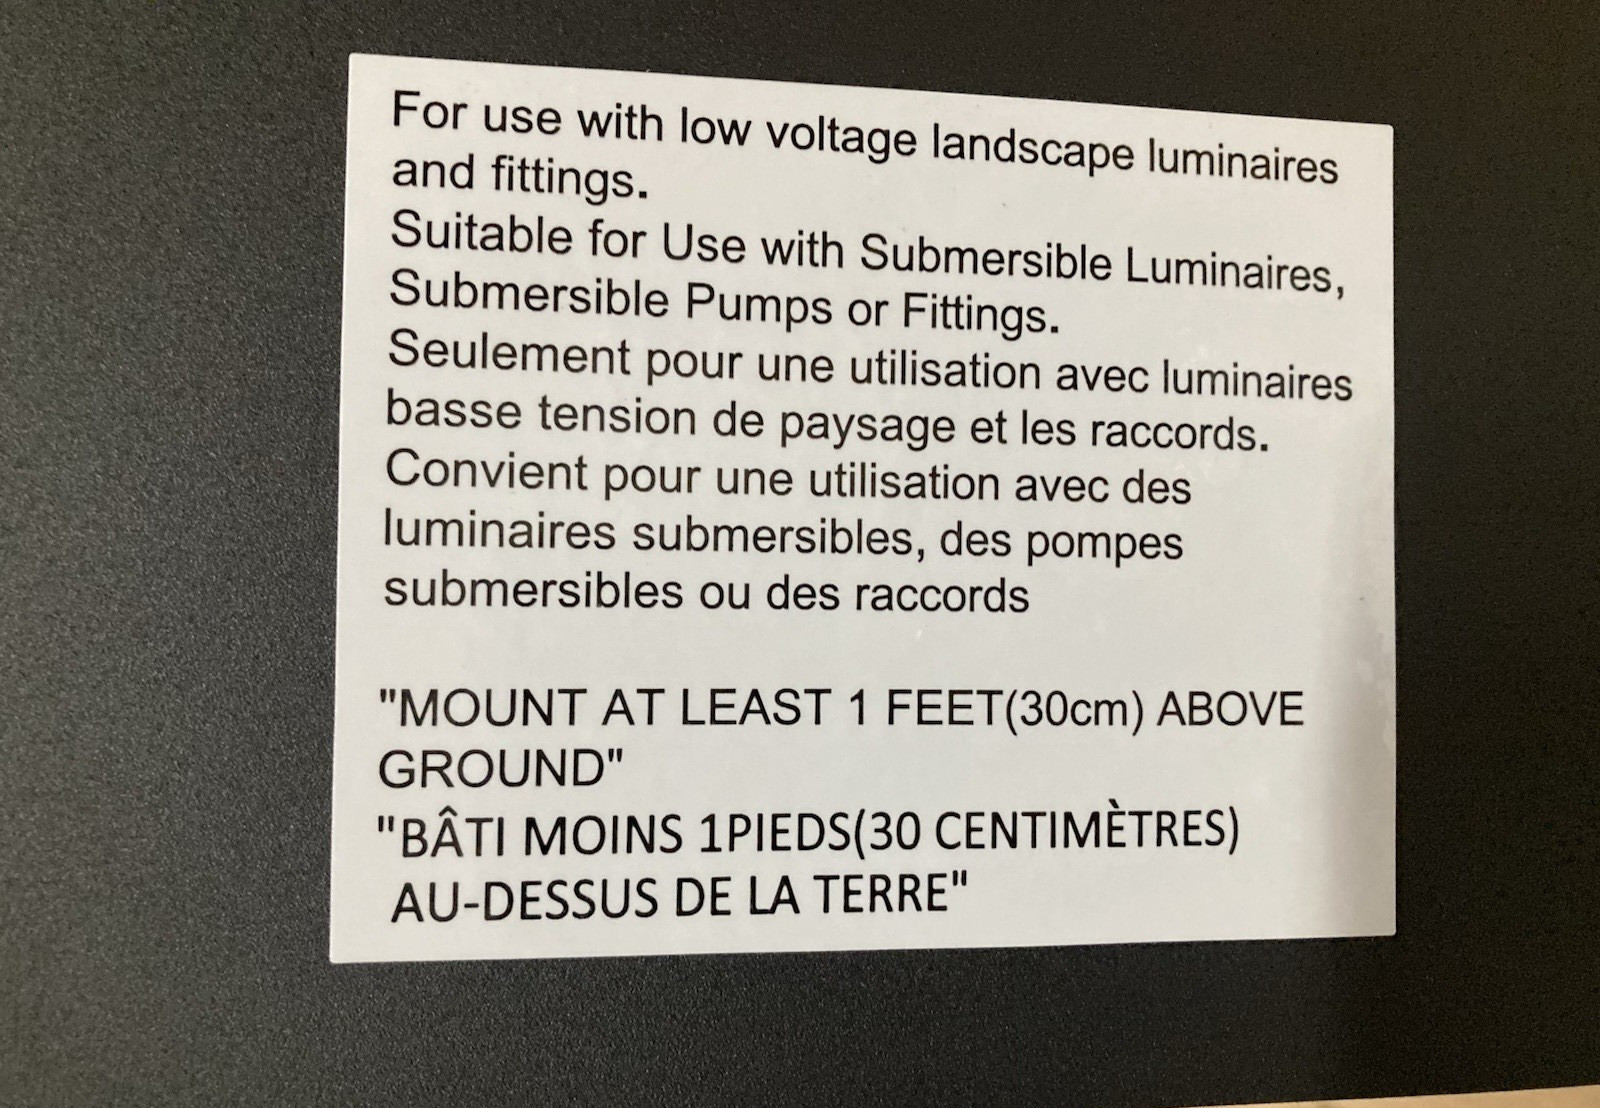 For use with low voltage landscape luminaires
and fittings.
Suitable for Use with Submersible Luminaires,
Submersible Pumps or Fittings.
Seulement pour une utilisation avec luminaires
basse tension de paysage et les raccords.
Convient pour une utilisation avec des
luminaires submersibles, des pompes
submersibles ou des raccords
"MOUNT AT LEAST 1 FEET(30cm) ABOVE
GROUND"
"BÂTI MOINS 1PIEDS(30 CENTIMÈTRES)
AU-DESSUS DE LA TERRE"